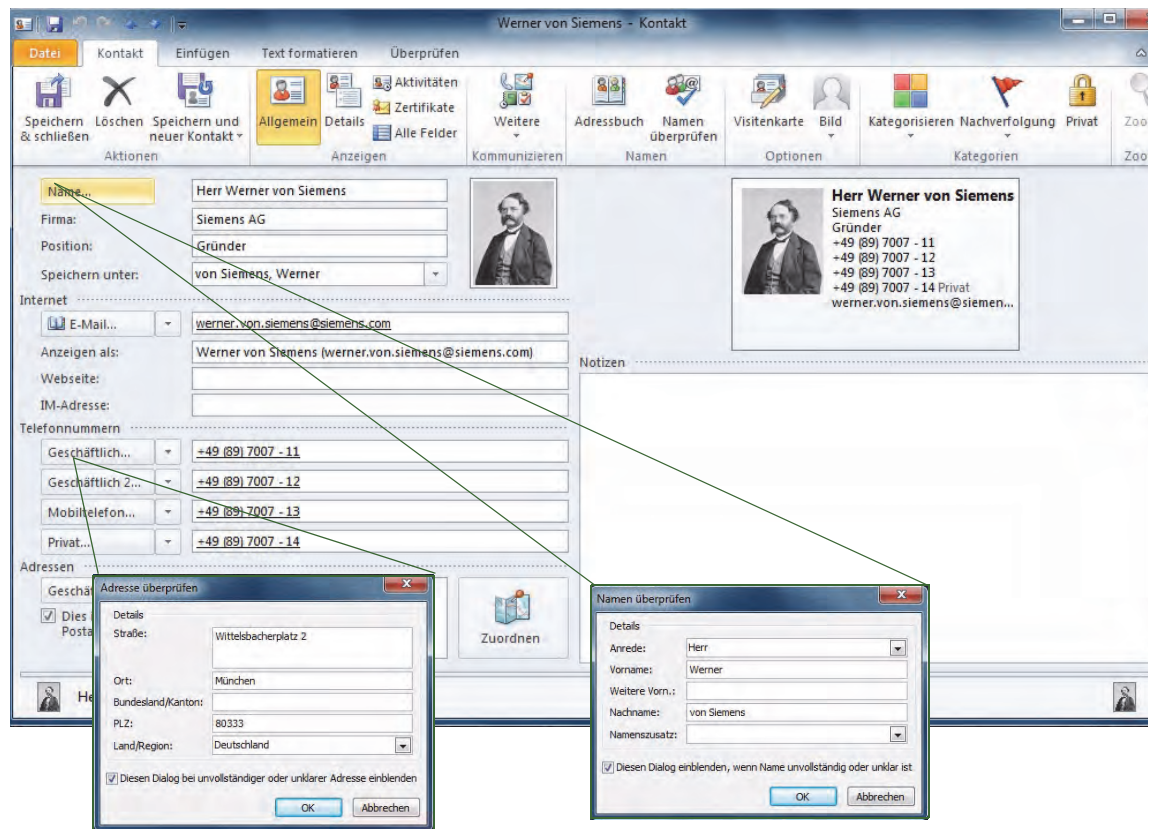 Werner von Siemens - Kontakt
Datei Kontakt Einfügen Text formatieren Überprüfen
Speichern & schließen
Löschen
Speichern und neuer Kontakt
Aktionen
Allgemein
Details
Aktivitäten
Zertifikate
Alle Felder
Anzeigen
Weitere
Kommunizieren
Adressbuch
Namen überprüfen
Namen
Visitenkarte
Bild
Optionen
Kategorisieren
Nachverfolgung
Privat
Kategorien
Zoo
Zoo
Name... Herr Werner von Siemens
Firma: Siemens AG
Position: Gründer
Speichern unter: von Siemens, Werner
Internet
E-Mail... werner.von.siemens@siemens.com
Anzeigen als: Werner von Siemens (werner.von.siemens@siemens.com)
Webseite:
IM-Adresse:
Telefonnummern
Geschäftlich... +49 (89) 7007 - 11
Geschäftlich 2... +49 (89) 7007 - 12
Mobiltelefon... +49 (89) 7007 - 13
Privat... +49 (89) 7007 - 14
Adressen
Geschä
Dies
Posta
Zuordnen
He
Herr Werner von Siemens
Siemens AG
Gründer
+49 (89) 7007 - 11
+49 (89) 7007 - 12
+49 (89) 7007 - 13
+49 (89) 7007 - 14 Privat
werner.von.siemens@siemen...
Notizen
Adresse überprüfen
Details
Straße: Wittelsbacherplatz 2
Ort: München
Bundesland/Kanton:
PLZ: 80333
Land/Region: Deutschland
Diesen Dialog bei unvollständiger oder unklarer Adresse einblenden
OK Abbrechen
Namen überprüfen
Details
Anrede: Herr
Vorname: Werner
Weitere Vorn.:
Nachname: von Siemens
Namenszusatz:
Diesen Dialog einblenden, wenn Name unvollständig oder unklar ist
OK Abbrechen